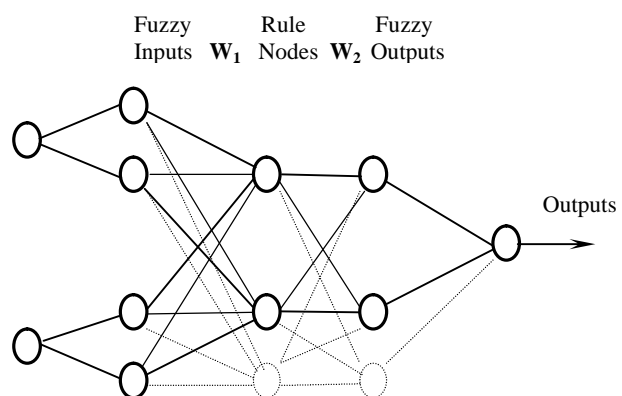 Fuzzy Rule Fuzzy
Inputs W₁ Nodes W₂ Outputs
Outputs